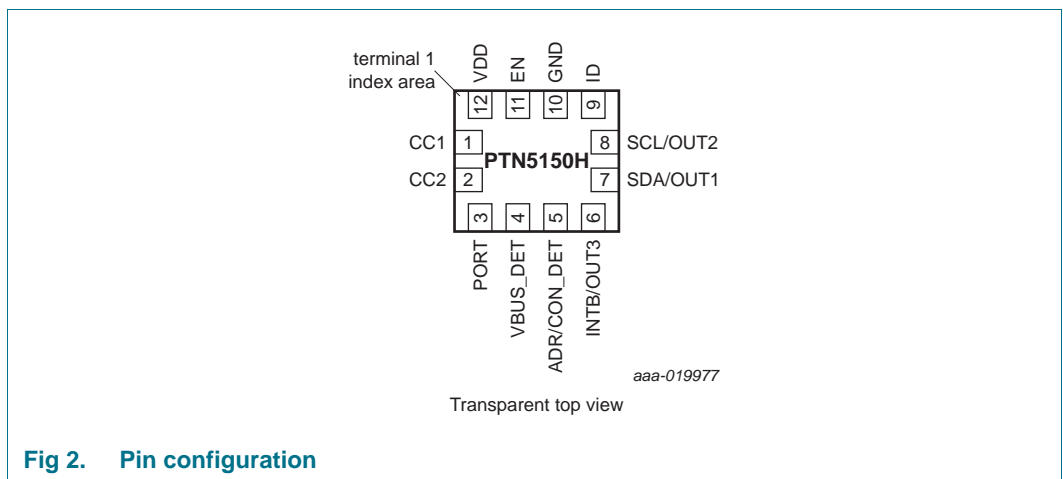 terminal 1
index area
VDD
EN
GND
ID
12
11
10
9
CC1
1
8
SCL/OUT2
PTN5150H
CC2
2
7
SDA/OUT1
3
4
5
6
PORT
VBUS_DET
ADR/CON_DET
INTB/OUT3
aaa-019977
Transparent top view
Fig 2. Pin configuration